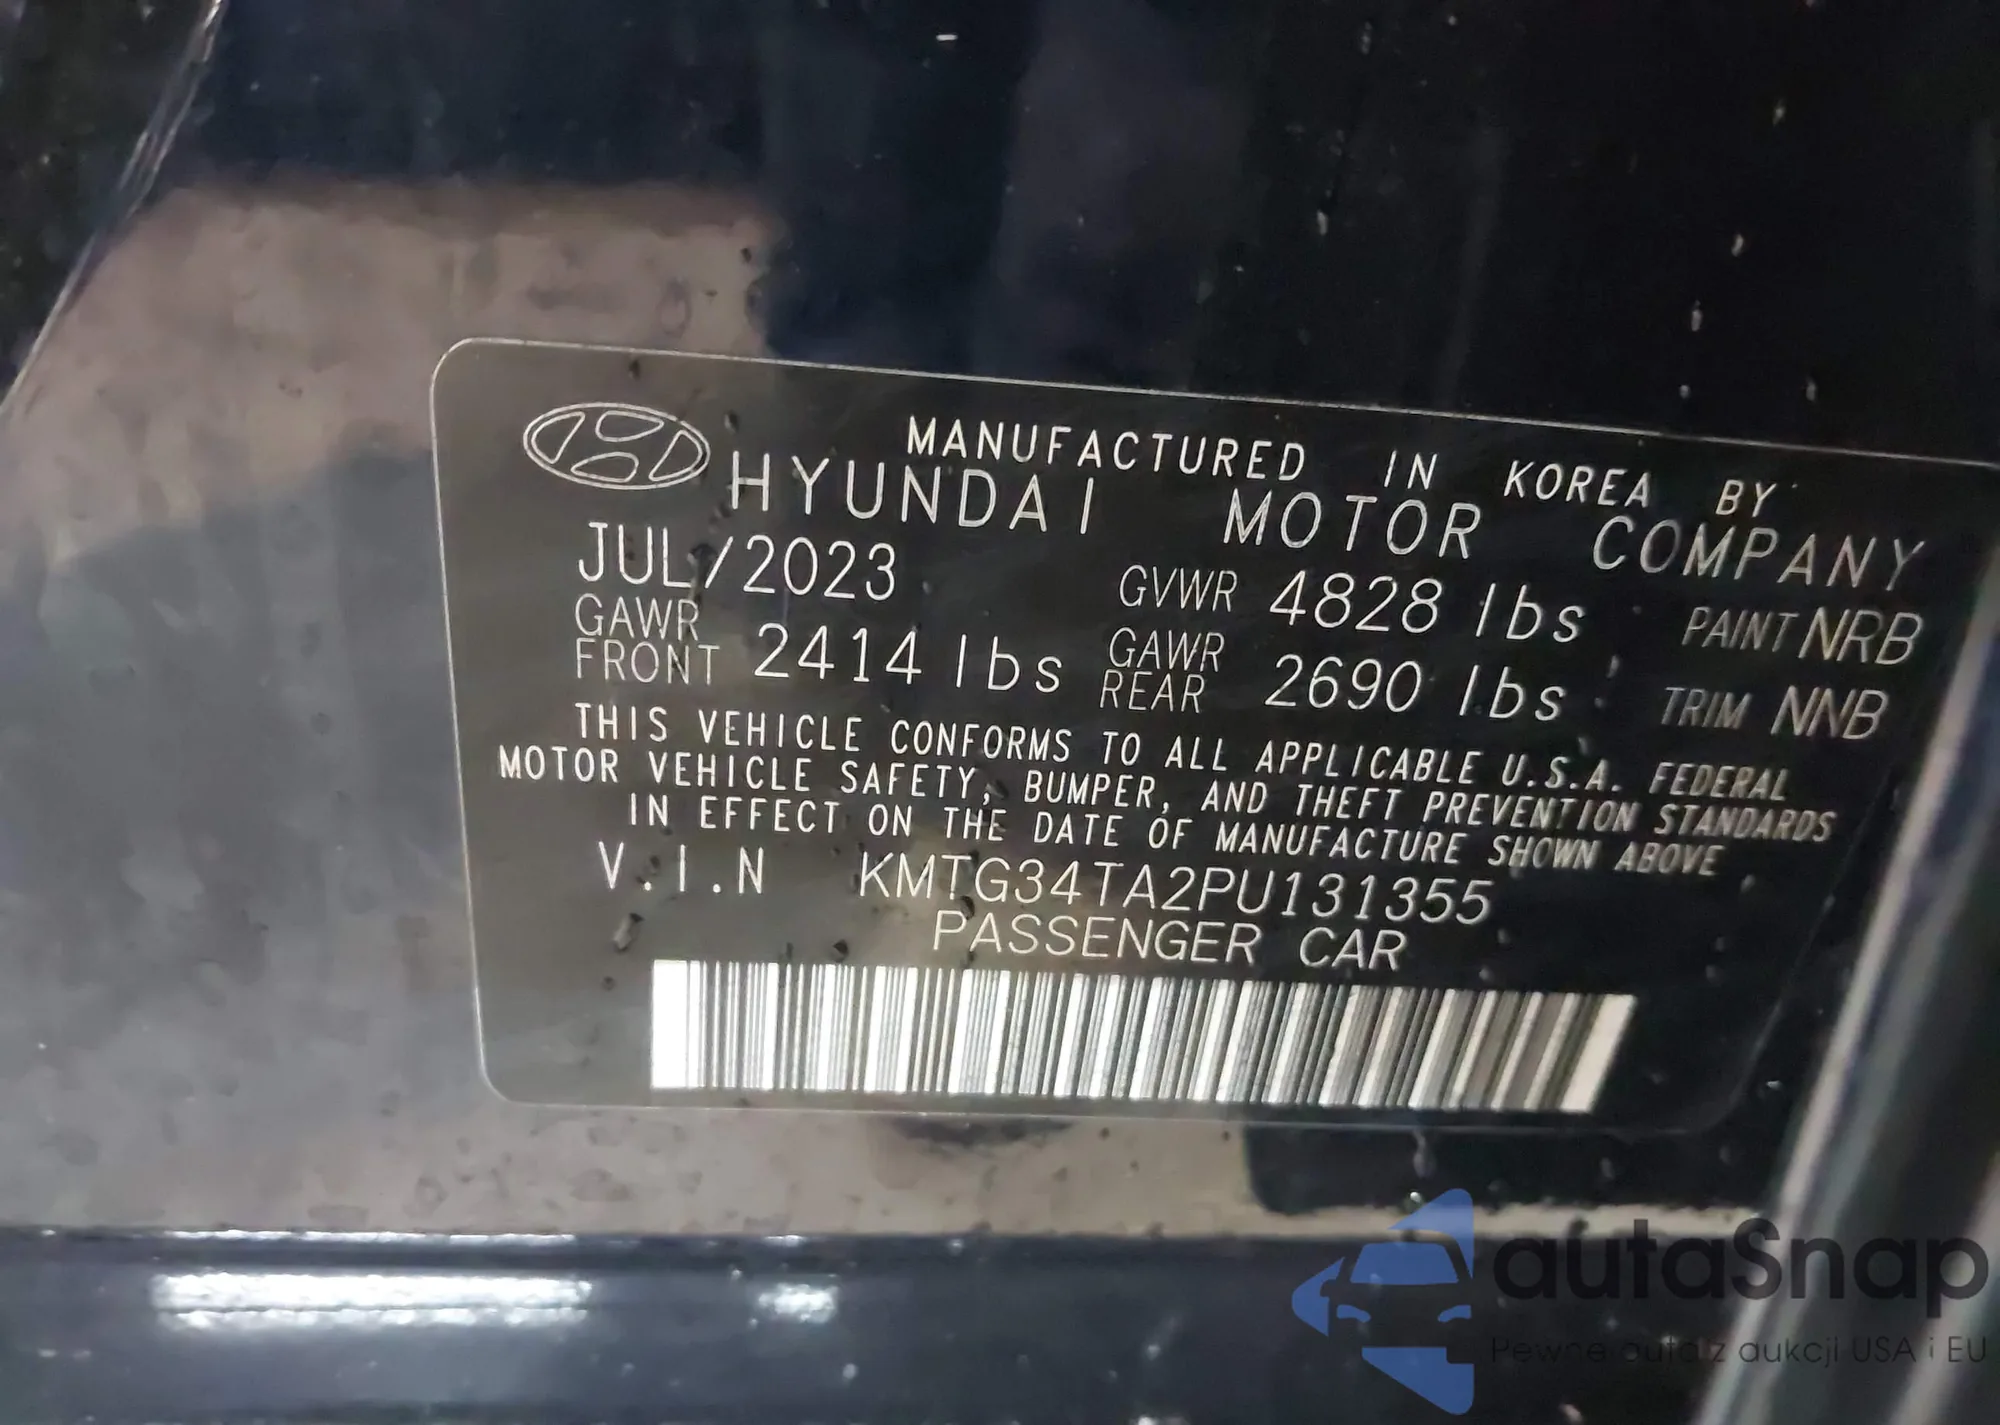 MANUFACTURED IN KOREA BY
HYUNDAI MOTOR COMPANY
JUL/2023 GVWR 4828 lbs PAINT NRB
GAWR FRONT 2414 lbs GAWR REAR 2690 lbs TRIM NNB
THIS VEHICLE CONFORMS TO ALL APPLICABLE U.S.A. FEDERAL
MOTOR VEHICLE SAFETY, BUMPER, AND THEFT PREVENTION STANDARDS
IN EFFECT ON THE DATE OF MANUFACTURE SHOWN ABOVE
V.I.N KMTG34TA2PU131355
PASSENGER CAR
autaSnap
Pewne auta z aukcji USA i EU